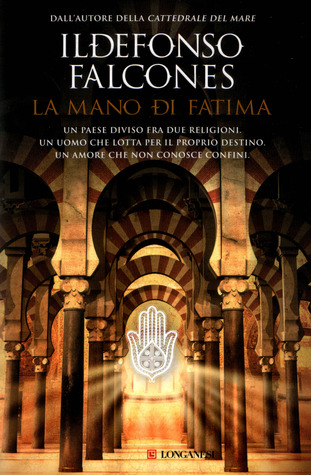 DALL'AUTORE DELLA CATTEDRALE DEL MARE
ILDEFONSO
FALCONES
LA MANO DI FATIMA
UN PAESE DIVISO FRA DUE RELIGIONI.
UN UOMO CHE LOTTA PER IL PROPRIO DESTINO.
UN AMORE CHE NON CONOSCE CONFINI.
LONGANESI